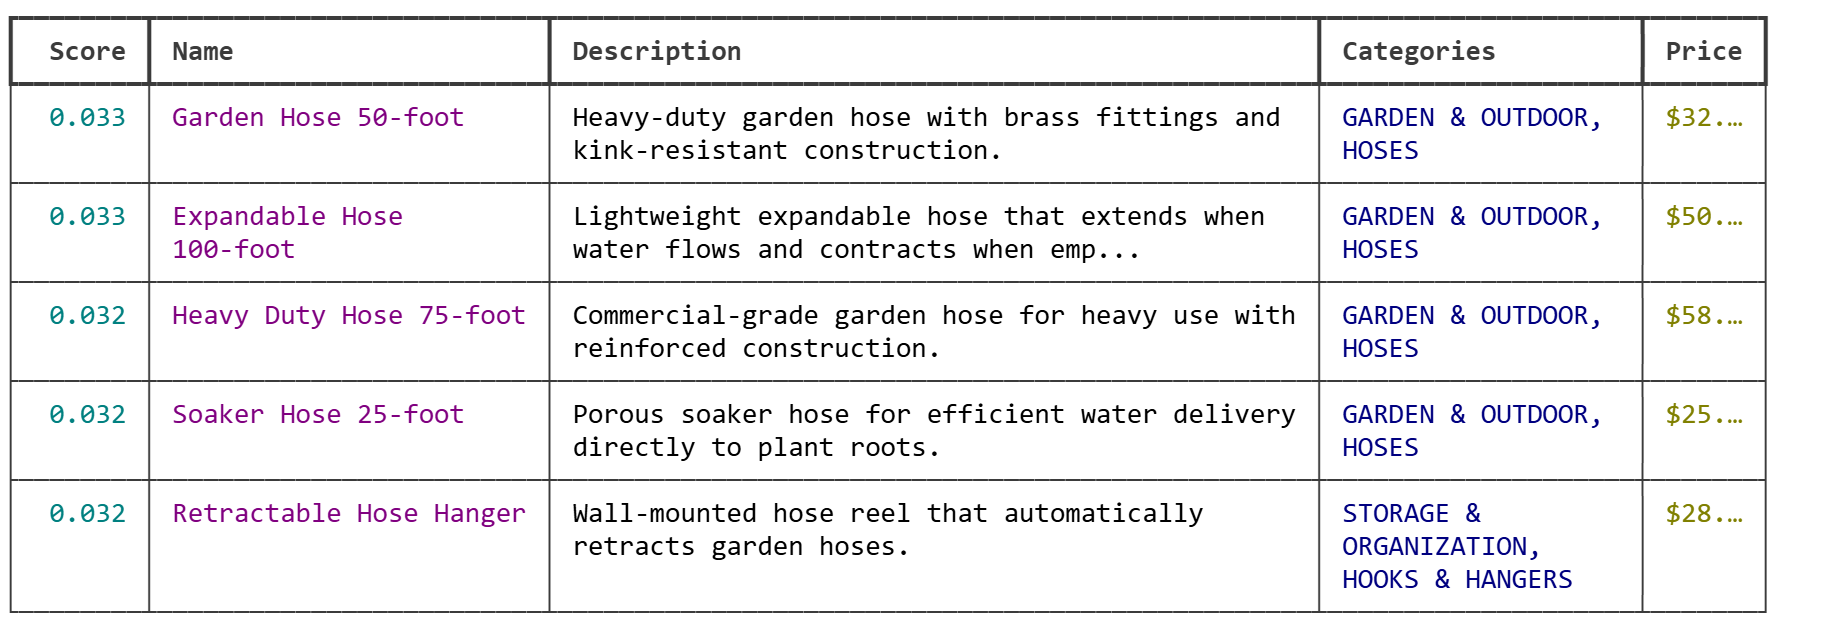 Score Name Description Categories Price
0.033 Garden Hose 50-foot Heavy-duty garden hose with brass fittings and GARDEN & OUTDOOR, $32.…
kink-resistant construction. HOSES
0.033 Expandable Hose Lightweight expandable hose that extends when GARDEN & OUTDOOR, $50.…
100-foot water flows and contracts when emp... HOSES
0.032 Heavy Duty Hose 75-foot Commercial-grade garden hose for heavy use with GARDEN & OUTDOOR, $58.…
reinforced construction. HOSES
0.032 Soaker Hose 25-foot Porous soaker hose for efficient water delivery GARDEN & OUTDOOR, $25.…
directly to plant roots. HOSES
0.032 Retractable Hose Hanger Wall-mounted hose reel that automatically STORAGE & $28.…
retracts garden hoses. ORGANIZATION,
HOOKS & HANGERS